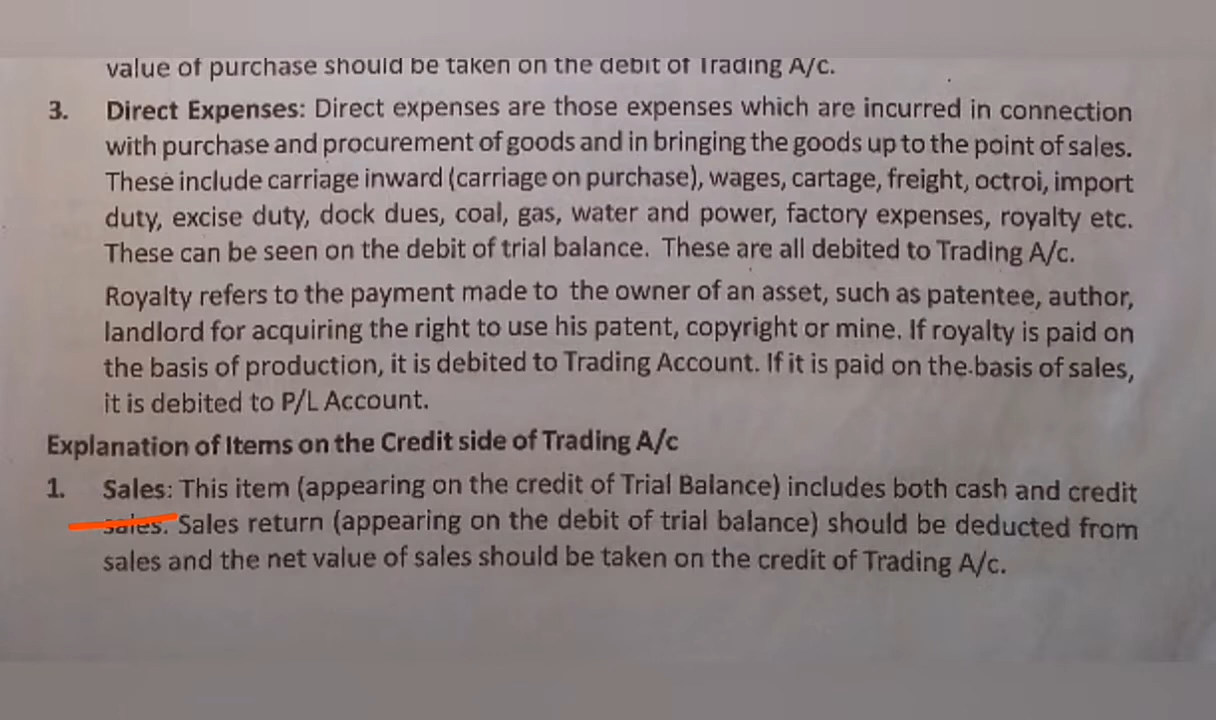 value of purchase should be taken on the debit of Trading A/c.
3. Direct Expenses: Direct expenses are those expenses which are incurred in connection
with purchase and procurement of goods and in bringing the goods up to the point of sales.
These include carriage inward (carriage on purchase), wages, cartage, freight, octroi, import
duty, excise duty, dock dues, coal, gas, water and power, factory expenses, royalty etc.
These can be seen on the debit of trial balance. These are all debited to Trading A/c.
Royalty refers to the payment made to the owner of an asset, such as patentee, author,
landlord for acquiring the right to use his patent, copyright or mine. If royalty is paid on
the basis of production, it is debited to Trading Account. If it is paid on the basis of sales,
it is debited to P/L Account.
Explanation of Items on the Credit side of Trading A/c
1. Sales: This item (appearing on the credit of Trial Balance) includes both cash and credit
sales. Sales return (appearing on the debit of trial balance) should be deducted from
sales and the net value of sales should be taken on the credit of Trading A/c.